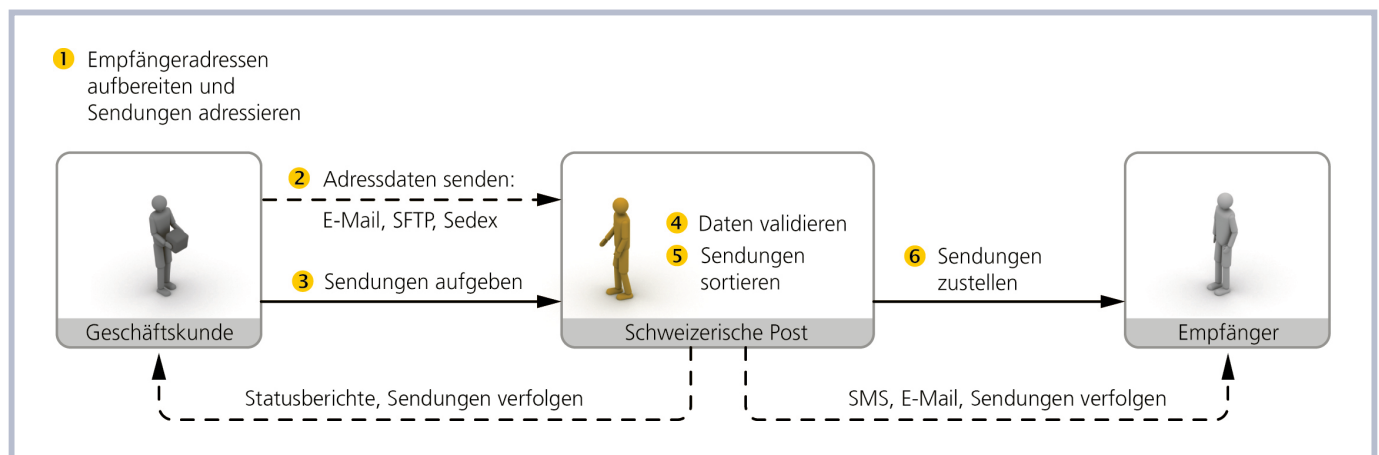 1 Empfängeradressen
aufbereiten und
Sendungen adressieren
2 Adressdaten senden:
E-Mail, SFTP, Sedex
3 Sendungen aufgeben
Geschäftskunde
4 Daten validieren
5 Sendungen
sortieren
Schweizerische Post
6 Sendungen
zustellen
Empfänger
Statusberichte, Sendungen verfolgen
SMS, E-Mail, Sendungen verfolgen